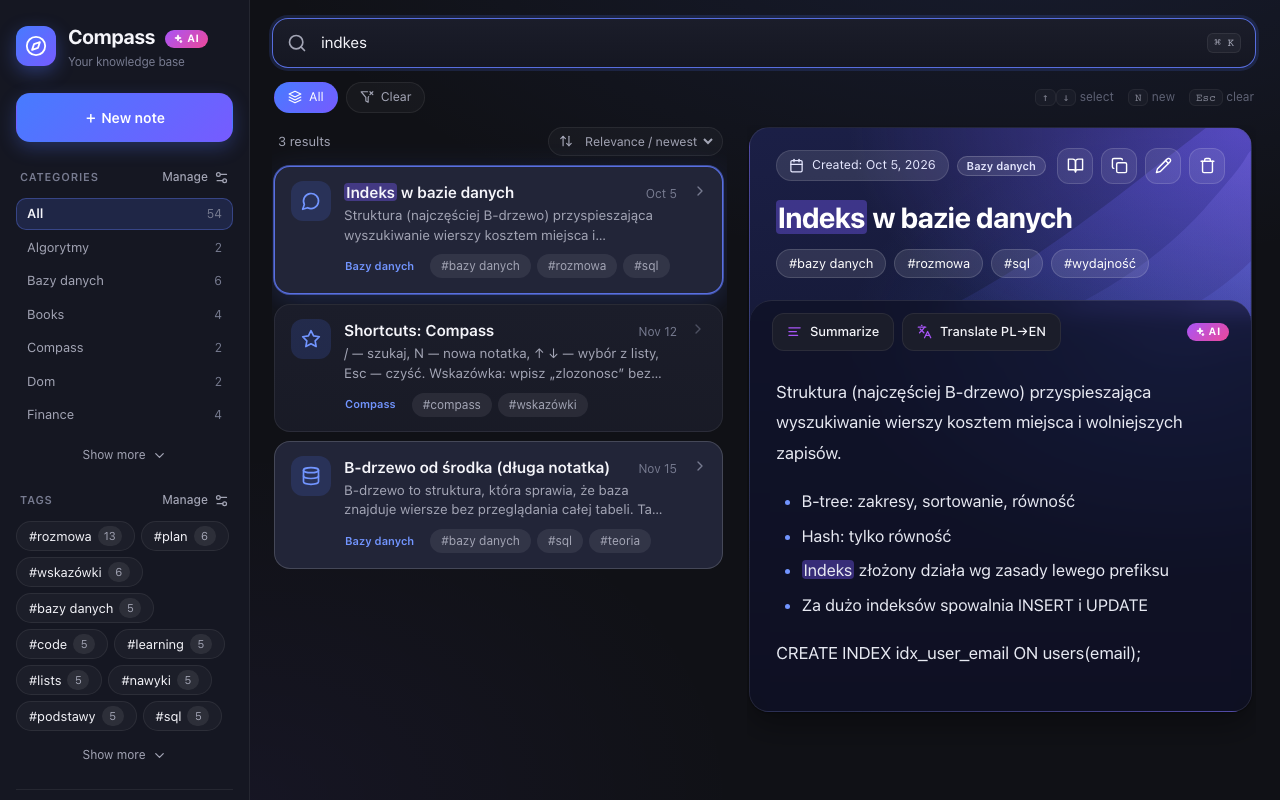 Compass AI
Your knowledge base
+ New note
CATEGORIES Manage
All 54
Algorytmy 2
Bazy danych 6
Books 4
Compass 2
Dom 2
Finance 4
Show more
TAGS Manage
#rozmowa 13 #plan 6
#wskazówki 6
#bazy danych 5
#code 5 #learning 5
#lists 5 #nawyki 5
#podstawy 5 #sql 5
Show more
indkes ⌘ K
All Clear
↑ ↓ select N new Esc clear
3 results Relevance / newest
Indeks w bazie danych Oct 5
Struktura (najczęściej B-drzewo) przyspieszająca
wyszukiwanie wierszy kosztem miejsca i…
Bazy danych #bazy danych #rozmowa #sql
Shortcuts: Compass Nov 12
/ — szukaj, N — nowa notatka, ↑ ↓ — wybór z listy,
Esc — czyść. Wskazówka: wpisz „zlozonosc” bez…
Compass #compass #wskazówki
B-drzewo od środka (długa notatka) Nov 15
B-drzewo to struktura, która sprawia, że baza
znajduje wiersze bez przeglądania całej tabeli. Ta…
Bazy danych #bazy danych #sql #teoria
Created: Oct 5, 2026 Bazy danych
Indeks w bazie danych
#bazy danych #rozmowa #sql #wydajność
Summarize Translate PL→EN AI
Struktura (najczęściej B-drzewo) przyspieszająca
wyszukiwanie wierszy kosztem miejsca i wolniejszych
zapisów.
• B-tree: zakresy, sortowanie, równość
• Hash: tylko równość
• Indeks złożony działa wg zasady lewego prefiksu
• Za dużo indeksów spowalnia INSERT i UPDATE
CREATE INDEX idx_user_email ON users(email);